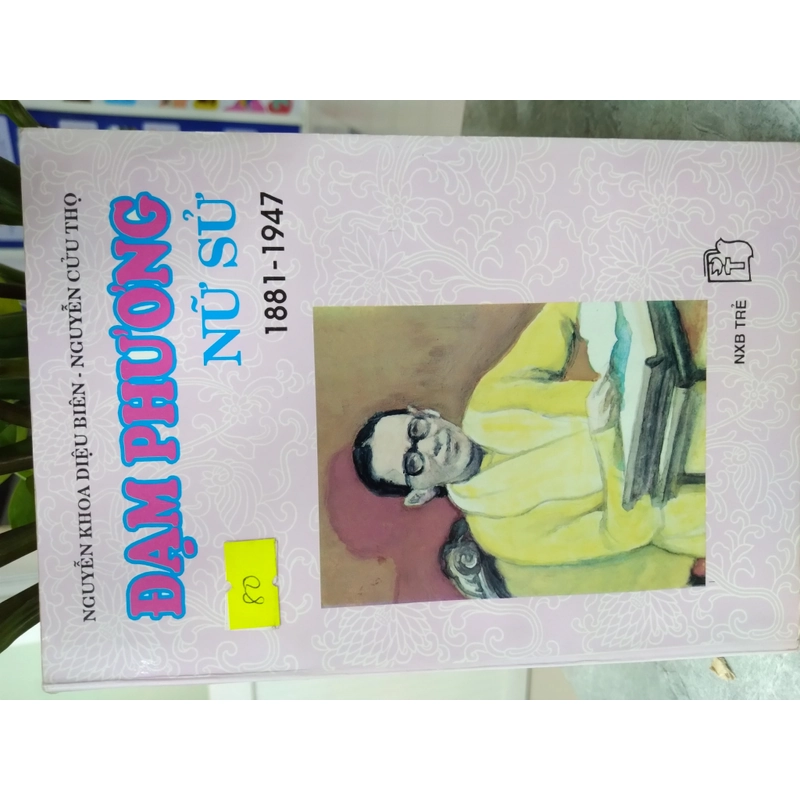 NGUYỄN KHOA DIỆU BIÊN - NGUYỄN CỬU THỌ
ĐẠM PHƯƠNG
NỮ SỬ
1881-1947
80
NXB TRẺ